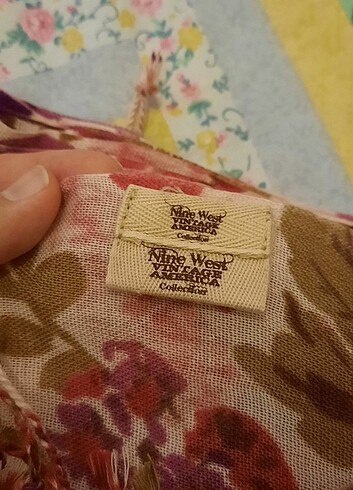 Nine West
VINTAGE
AMERICA
Collection
Nine West
VINTAGE
AMERICA
Collection